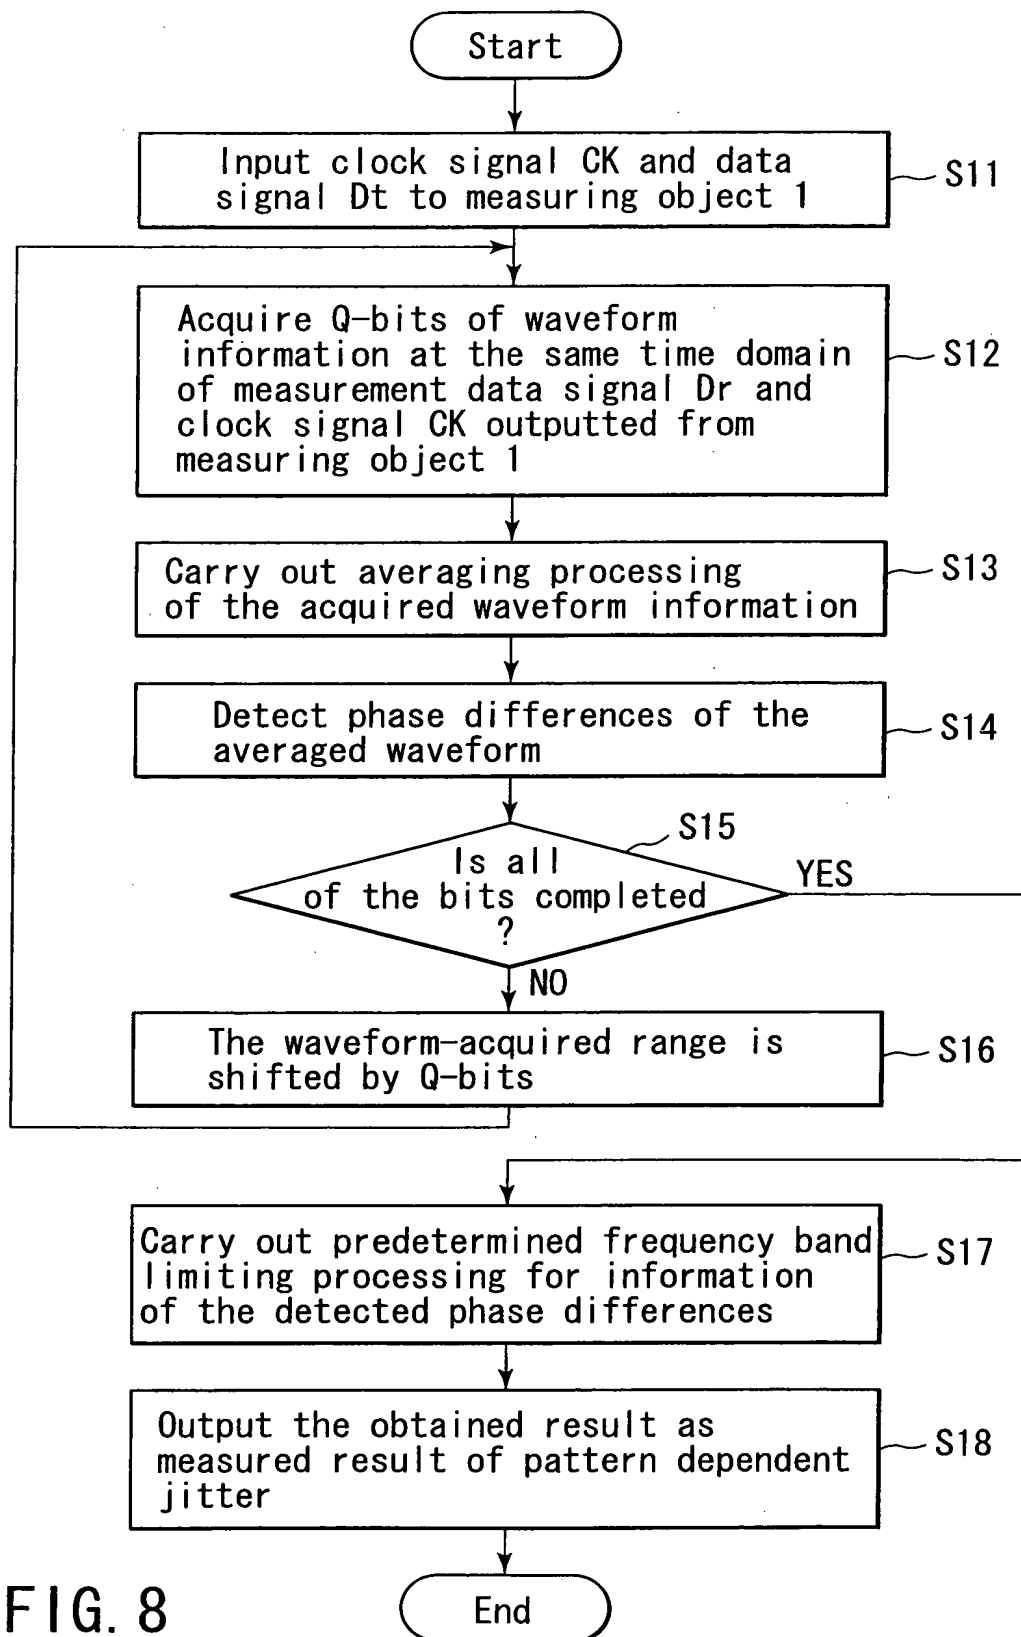 Start
Input clock signal CK and data
signal Dt to measuring object 1
S11
Acquire Q-bits of waveform
information at the same time domain
of measurement data signal Dr and
clock signal CK outputted from
measuring object 1
S12
Carry out averaging processing
of the acquired waveform information
S13
Detect phase differences of the
averaged waveform
S14
S15
Is all
of the bits completed
?
YES
NO
The waveform-acquired range is
shifted by Q-bits
S16
Carry out predetermined frequency band
limiting processing for information
of the detected phase differences
S17
Output the obtained result as
measured result of pattern dependent
jitter
S18
End
FIG. 8